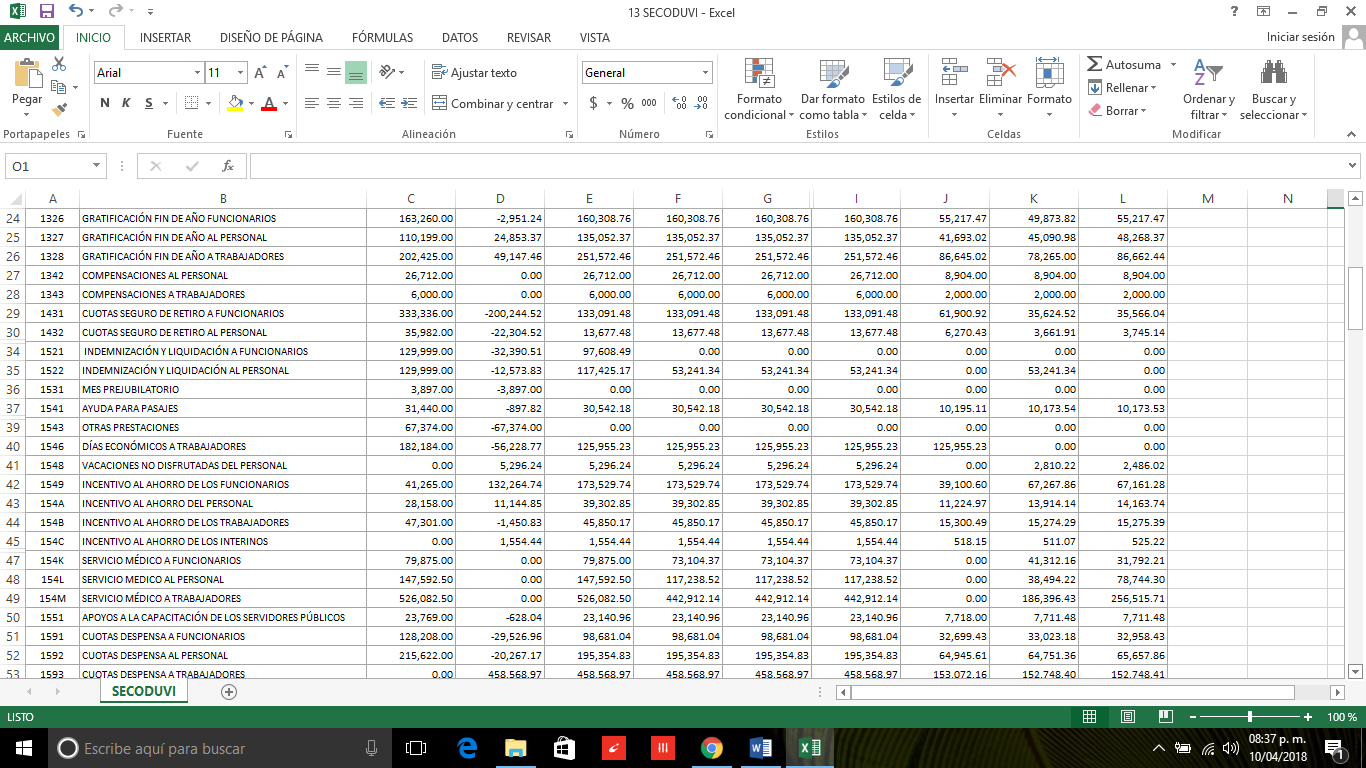 13 SECODUVI - Excel
ARCHIVO INICIO INSERTAR DISEÑO DE PÁGINA FÓRMULAS DATOS REVISAR VISTA Iniciar sesión
Pegar Arial 11 Ajustar texto General Formato condicional Dar formato como tabla Estilos de celda Insertar Eliminar Formato Autosuma Rellenar Borrar Ordenar y filtrar Buscar y seleccionar
N K S Combinar y centrar $ % 000
Portapapeles Fuente Alineación Número Estilos Celdas Modificar
O1 fx
A B C D E F G I J K L M N
24 1326 GRATIFICACIÓN FIN DE AÑO FUNCIONARIOS 163,260.00 -2,951.24 160,308.76 160,308.76 160,308.76 160,308.76 55,217.47 49,873.82 55,217.47
25 1327 GRATIFICACIÓN FIN DE AÑO AL PERSONAL 110,199.00 24,853.37 135,052.37 135,052.37 135,052.37 135,052.37 41,693.02 45,090.98 48,268.37
26 1328 GRATIFICACIÓN FIN DE AÑO A TRABAJADORES 202,425.00 49,147.46 251,572.46 251,572.46 251,572.46 251,572.46 86,645.02 78,265.00 86,662.44
27 1342 COMPENSACIONES AL PERSONAL 26,712.00 0.00 26,712.00 26,712.00 26,712.00 26,712.00 8,904.00 8,904.00 8,904.00
28 1343 COMPENSACIONES A TRABAJADORES 6,000.00 0.00 6,000.00 6,000.00 6,000.00 6,000.00 2,000.00 2,000.00 2,000.00
29 1431 CUOTAS SEGURO DE RETIRO A FUNCIONARIOS 333,336.00 -200,244.52 133,091.48 133,091.48 133,091.48 133,091.48 61,900.92 35,624.52 35,566.04
30 1432 CUOTAS SEGURO DE RETIRO AL PERSONAL 35,982.00 -22,304.52 13,677.48 13,677.48 13,677.48 13,677.48 6,270.43 3,661.91 3,745.14
34 1521 INDEMNIZACIÓN Y LIQUIDACIÓN A FUNCIONARIOS 129,999.00 -32,390.51 97,608.49 0.00 0.00 0.00 0.00 0.00 0.00
35 1522 INDEMNIZACIÓN Y LIQUIDACIÓN AL PERSONAL 129,999.00 -12,573.83 117,425.17 53,241.34 53,241.34 53,241.34 0.00 53,241.34 0.00
36 1531 MES PREJUBILATORIO 3,897.00 -3,897.00 0.00 0.00 0.00 0.00 0.00 0.00 0.00
37 1541 AYUDA PARA PASAJES 31,440.00 -897.82 30,542.18 30,542.18 30,542.18 30,542.18 10,195.11 10,173.54 10,173.53
39 1543 OTRAS PRESTACIONES 67,374.00 -67,374.00 0.00 0.00 0.00 0.00 0.00 0.00 0.00
40 1546 DÍAS ECONÓMICOS A TRABAJADORES 182,184.00 -56,228.77 125,955.23 125,955.23 125,955.23 125,955.23 125,955.23 0.00 0.00
41 1548 VACACIONES NO DISFRUTADAS DEL PERSONAL 0.00 5,296.24 5,296.24 5,296.24 5,296.24 5,296.24 0.00 2,810.22 2,486.02
42 1549 INCENTIVO AL AHORRO DE LOS FUNCIONARIOS 41,265.00 132,264.74 173,529.74 173,529.74 173,529.74 173,529.74 39,100.60 67,267.86 67,161.28
43 154A INCENTIVO AL AHORRO DEL PERSONAL 28,158.00 11,144.85 39,302.85 39,302.85 39,302.85 39,302.85 11,224.97 13,914.14 14,163.74
44 154B INCENTIVO AL AHORRO DE LOS TRABAJADORES 47,301.00 -1,450.83 45,850.17 45,850.17 45,850.17 45,850.17 15,300.49 15,274.29 15,275.39
45 154C INCENTIVO AL AHORRO DE LOS INTERINOS 0.00 1,554.44 1,554.44 1,554.44 1,554.44 1,554.44 518.15 511.07 525.22
47 154K SERVICIO MÉDICO A FUNCIONARIOS 79,875.00 0.00 79,875.00 73,104.37 73,104.37 73,104.37 0.00 41,312.16 31,792.21
48 154L SERVICIO MEDICO AL PERSONAL 147,592.50 0.00 147,592.50 117,238.52 117,238.52 117,238.52 0.00 38,494.22 78,744.30
49 154M SERVICIO MÉDICO A TRABAJADORES 526,082.50 0.00 526,082.50 442,912.14 442,912.14 442,912.14 0.00 186,396.43 256,515.71
50 1551 APOYOS A LA CAPACITACIÓN DE LOS SERVIDORES PÚBLICOS 23,769.00 -628.04 23,140.96 23,140.96 23,140.96 23,140.96 7,718.00 7,711.48 7,711.48
51 1591 CUOTAS DESPENSA A FUNCIONARIOS 128,208.00 -29,526.96 98,681.04 98,681.04 98,681.04 98,681.04 32,699.43 33,023.18 32,958.43
52 1592 CUOTAS DESPENSA AL PERSONAL 215,622.00 -20,267.17 195,354.83 195,354.83 195,354.83 195,354.83 64,945.61 64,751.36 65,657.86
53 1593 CUOTAS DESPENSA A TRABAJADORES 0.00 458,568.97 458,568.97 458,568.97 458,568.97 458,568.97 153,072.16 152,748.40 152,748.41
SECODUVI
LISTO 100 %
Escribe aquí para buscar
08:37 p. m.
10/04/2018
1